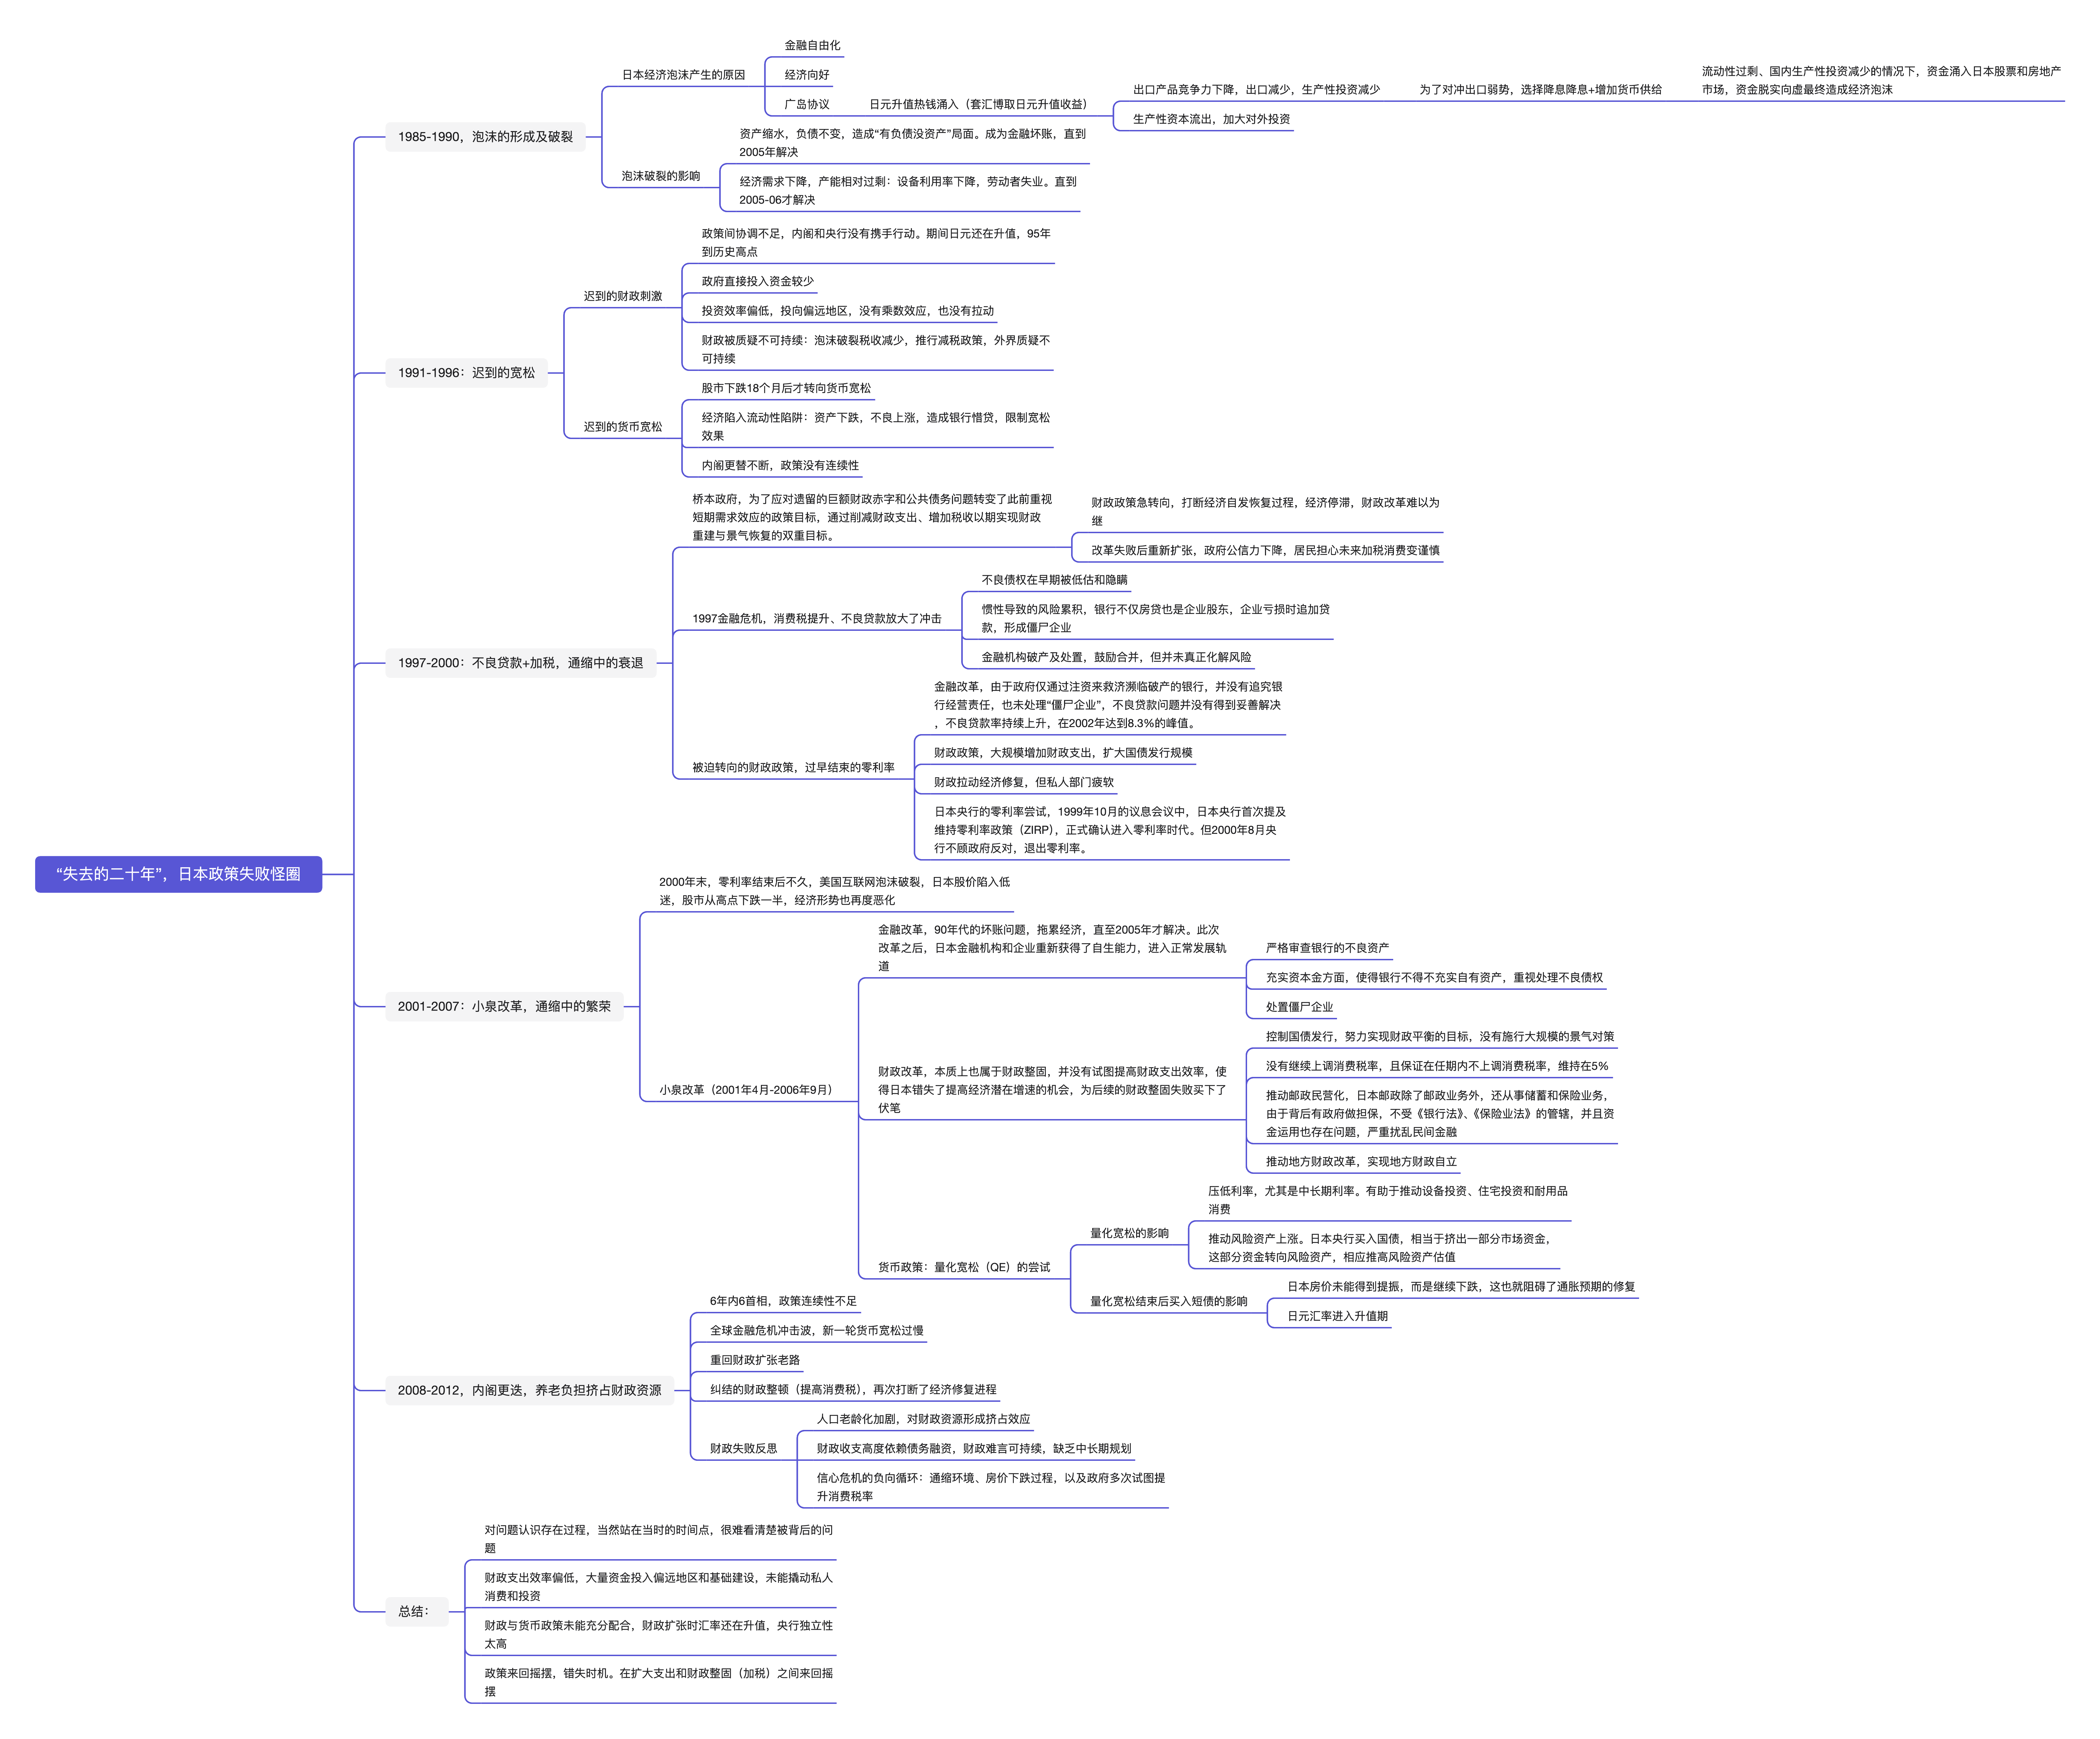 “失去的二十年”，日本政策失败怪圈
1985-1990，泡沫的形成及破裂
日本经济泡沫产生的原因
金融自由化
经济向好
广岛协议
日元升值热钱涌入（套汇博取日元升值收益）
出口产品竞争力下降，出口减少，生产性投资减少
为了对冲出口弱势，选择降息降息+增加货币供给
流动性过剩、国内生产性投资减少的情况下，资金涌入日本股票和房地产
市场，资金脱实向虚最终造成经济泡沫
生产性资本流出，加大对外投资
泡沫破裂的影响
资产缩水，负债不变，造成“有负债没资产”局面。成为金融坏账，直到
2005年解决
经济需求下降，产能相对过剩：设备利用率下降，劳动者失业。直到
2005-06才解决
1991-1996：迟到的宽松
迟到的财政刺激
政策间协调不足，内阁和央行没有携手行动。期间日元还在升值，95年
到历史高点
政府直接投入资金较少
投资效率偏低，投向偏远地区，没有乘数效应，也没有拉动
财政被质疑不可持续：泡沫破裂税收减少，推行减税政策，外界质疑不
可持续
迟到的货币宽松
股市下跌18个月后才转向货币宽松
经济陷入流动性陷阱：资产下跌，不良上涨，造成银行惜贷，限制宽松
效果
内阁更替不断，政策没有连续性
1997-2000：不良贷款+加税，通缩中的衰退
桥本政府，为了应对遗留的巨额财政赤字和公共债务问题转变了此前重视
短期需求效应的政策目标，通过削减财政支出、增加税收以期实现财政
重建与景气恢复的双重目标。
财政政策急转向，打断经济自发恢复过程，经济停滞，财政改革难以为
继
改革失败后重新扩张，政府公信力下降，居民担心未来加税消费变谨慎
1997金融危机，消费税提升、不良贷款放大了冲击
不良债权在早期被低估和隐瞒
惯性导致的风险累积，银行不仅房贷也是企业股东，企业亏损时追加贷
款，形成僵尸企业
金融机构破产及处置，鼓励合并，但并未真正化解风险
被迫转向的财政政策，过早结束的零利率
金融改革，由于政府仅通过注资来救济濒临破产的银行，并没有追究银
行经营责任，也未处理“僵尸企业”，不良贷款问题并没有得到妥善解决
，不良贷款率持续上升，在2002年达到8.3%的峰值。
财政政策，大规模增加财政支出，扩大国债发行规模
财政拉动经济修复，但私人部门疲软
日本央行的零利率尝试，1999年10月的议息会议中，日本央行首次提及
维持零利率政策（ZIRP），正式确认进入零利率时代。但2000年8月央
行不顾政府反对，退出零利率。
2001-2007：小泉改革，通缩中的繁荣
2000年末，零利率结束后不久，美国互联网泡沫破裂，日本股价陷入低
迷，股市从高点下跌一半，经济形势也再度恶化
小泉改革（2001年4月-2006年9月）
金融改革，90年代的坏账问题，拖累经济，直至2005年才解决。此次
改革之后，日本金融机构和企业重新获得了自生能力，进入正常发展轨
道
严格审查银行的不良资产
充实资本金方面，使得银行不得不充实自有资产，重视处理不良债权
处置僵尸企业
财政改革，本质上也属于财政整固，并没有试图提高财政支出效率，使
得日本错失了提高经济潜在增速的机会，为后续的财政整固失败买下了
伏笔
控制国债发行，努力实现财政平衡的目标，没有施行大规模的景气对策
没有继续上调消费税率，且保证在任期内不上调消费税率，维持在5%
推动邮政民营化，日本邮政除了邮政业务外，还从事储蓄和保险业务，
由于背后有政府做担保，不受《银行法》、《保险业法》的管辖，并且资
金运用也存在问题，严重扰乱民间金融
推动地方财政改革，实现地方财政自立
货币政策：量化宽松（QE）的尝试
量化宽松的影响
压低利率，尤其是中长期利率。有助于推动设备投资、住宅投资和耐用品
消费
推动风险资产上涨。日本央行买入国债，相当于挤出一部分市场资金，
这部分资金转向风险资产，相应推高风险资产估值
量化宽松结束后买入短债的影响
日本房价未能得到提振，而是继续下跌，这也就阻碍了通胀预期的修复
日元汇率进入升值期
2008-2012，内阁更迭，养老负担挤占财政资源
6年内6首相，政策连续性不足
全球金融危机冲击波，新一轮货币宽松过慢
重回财政扩张老路
纠结的财政整顿（提高消费税），再次打断了经济修复进程
财政失败反思
人口老龄化加剧，对财政资源形成挤占效应
财政收支高度依赖债务融资，财政难言可持续，缺乏中长期规划
信心危机的负向循环：通缩环境、房价下跌过程，以及政府多次试图提
升消费税率
总结：
对问题认识存在过程，当然站在当时的时间点，很难看清楚被背后的问
题
财政支出效率偏低，大量资金投入偏远地区和基础建设，未能撬动私人
消费和投资
财政与货币政策未能充分配合，财政扩张时汇率还在升值，央行独立性
太高
政策来回摇摆，错失时机。在扩大支出和财政整固（加税）之间来回摇
摆